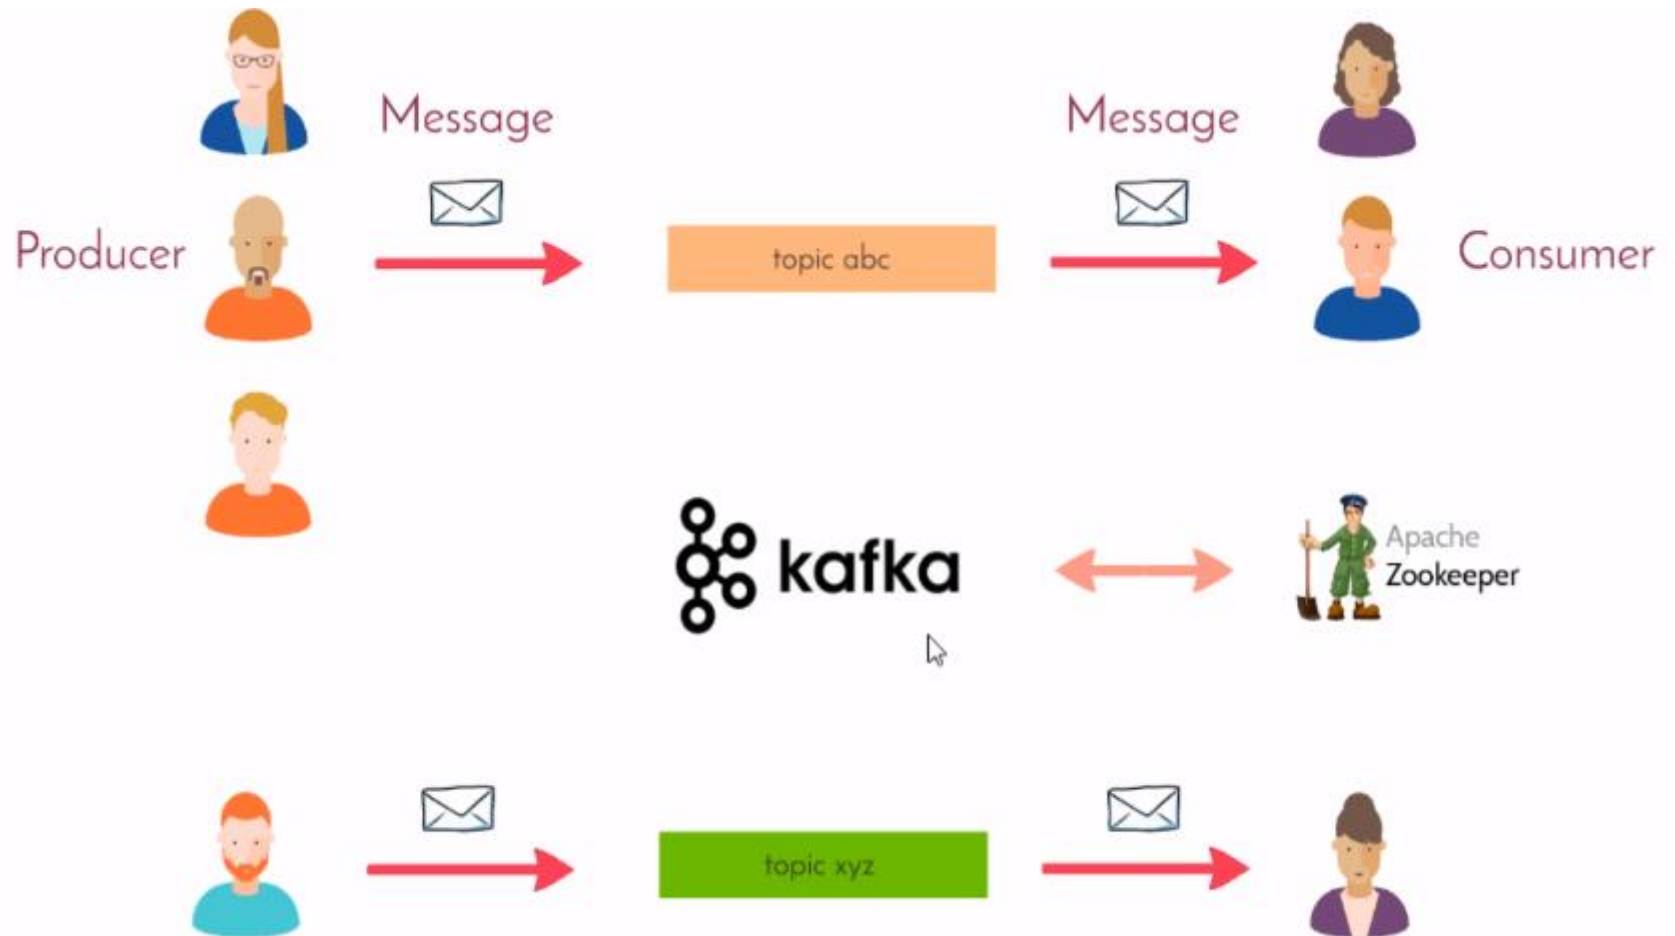 Message
Message
Producer
topic abc
Consumer
kafka
Apache
Zookeeper
topic xyz